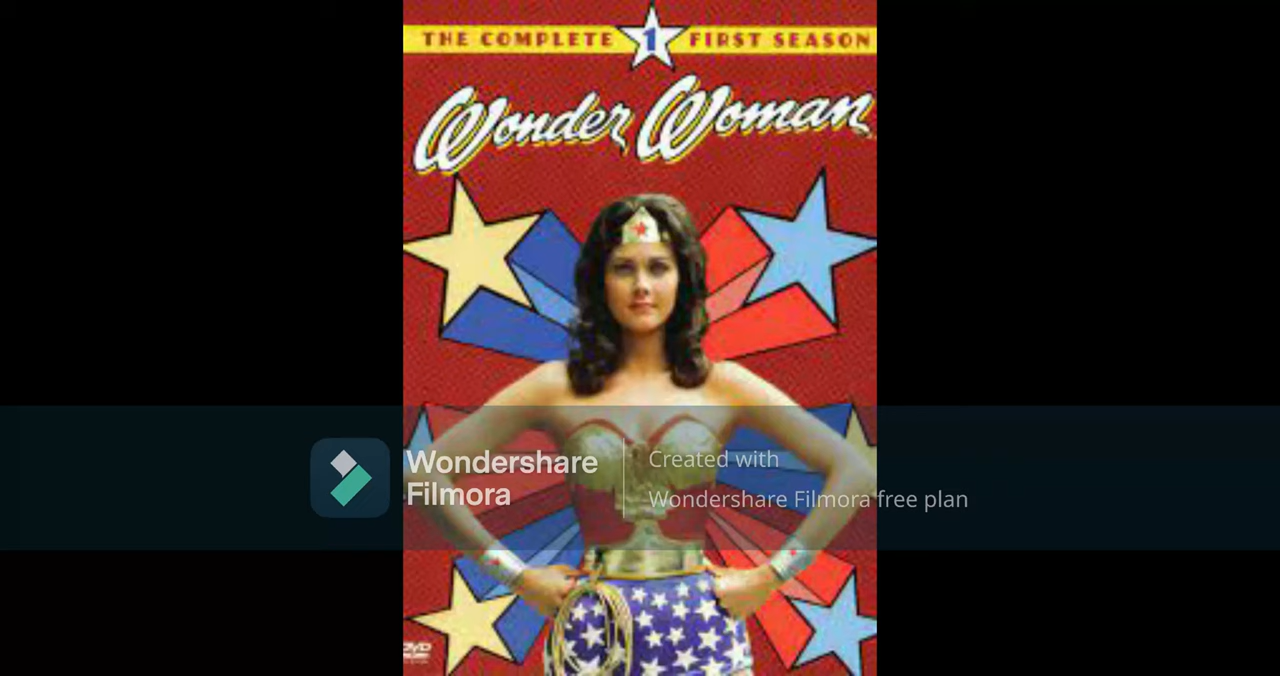 THE COMPLETE 1 FIRST SEASON
Wonder Woman
Wondershare
Filmora
Created with
Wondershare Filmora free plan
DVD